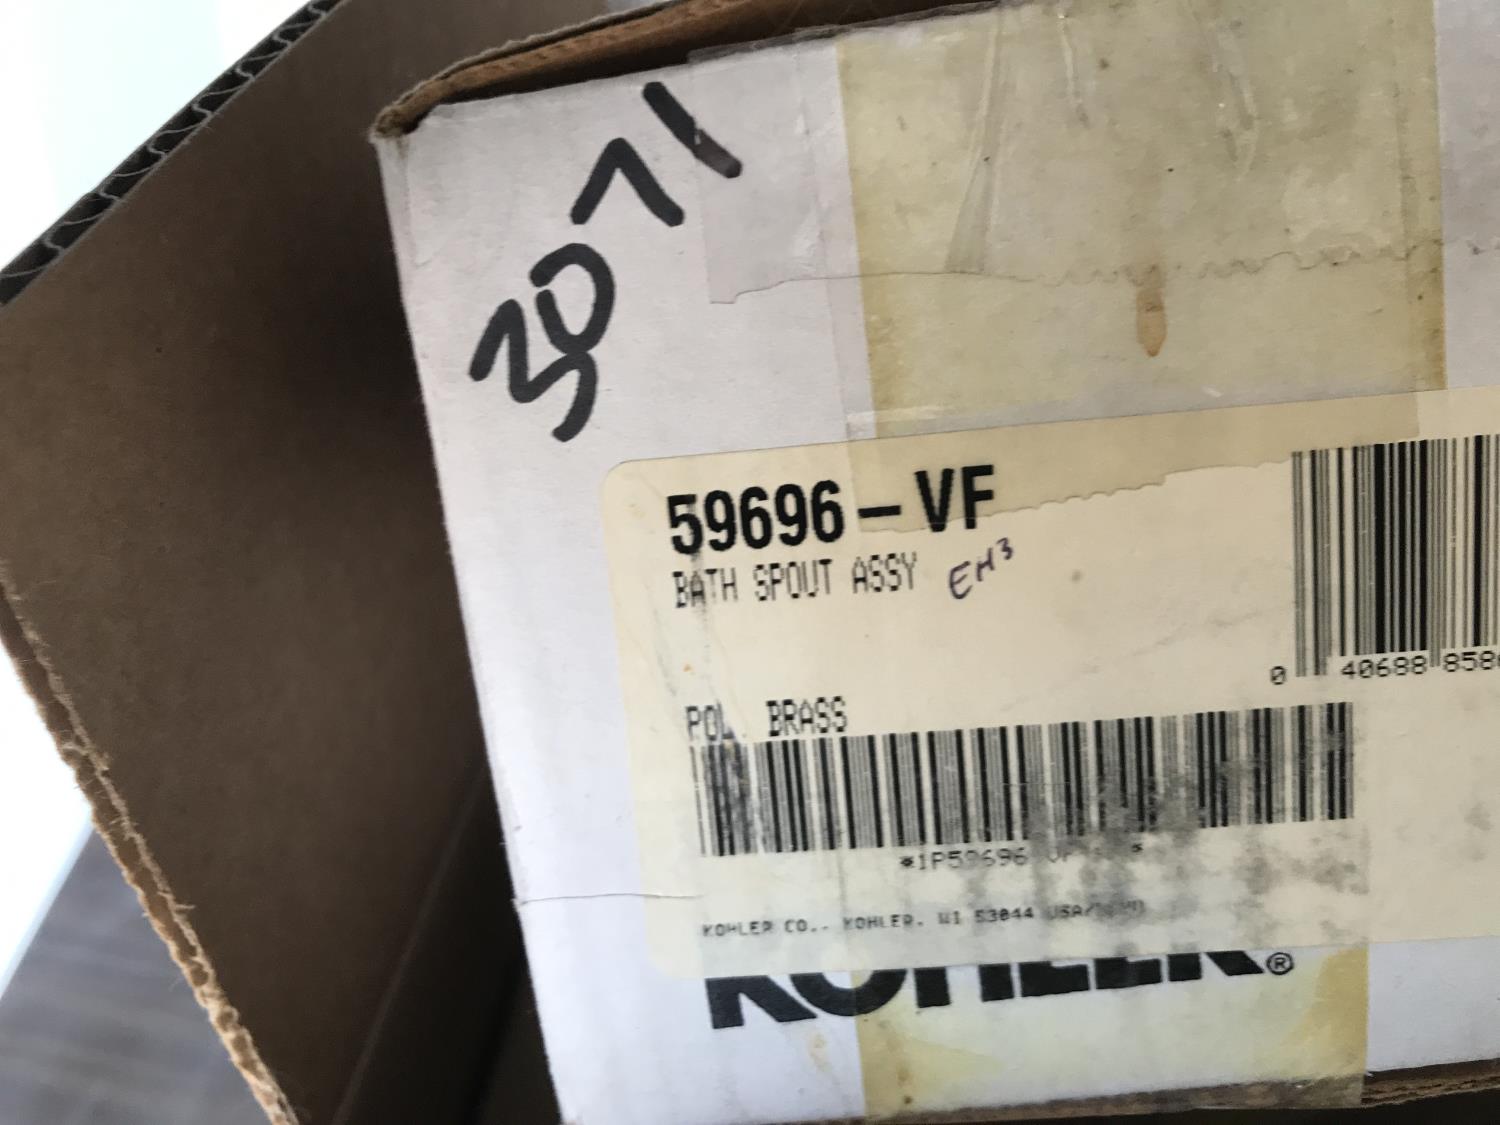 3071
59696-VF
BATH SPOUT ASSY EH3
0 40688 858
POL. BRASS
*1P59696 VF *
KOHLER CO., KOHLER, WI 53044 USA
KOHLER®